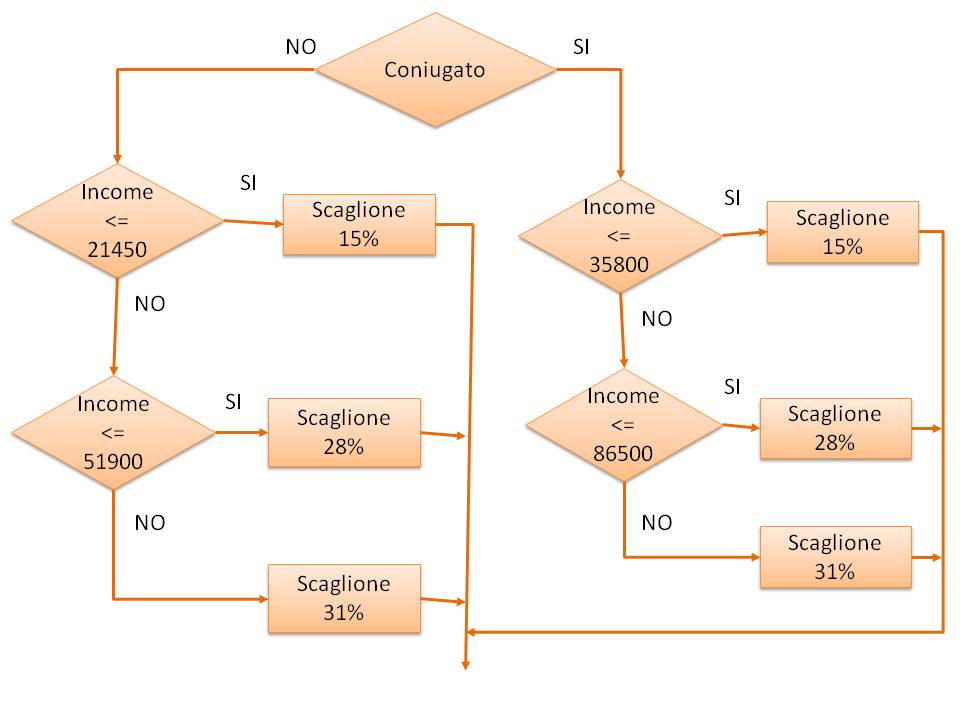 NO
SI
Coniugato
Income
<=
21450
SI
Scaglione
15%
NO
Income
<=
51900
SI
Scaglione
28%
NO
Scaglione
31%
Income
<=
35800
SI
Scaglione
15%
NO
Income
<=
86500
SI
Scaglione
28%
NO
Scaglione
31%